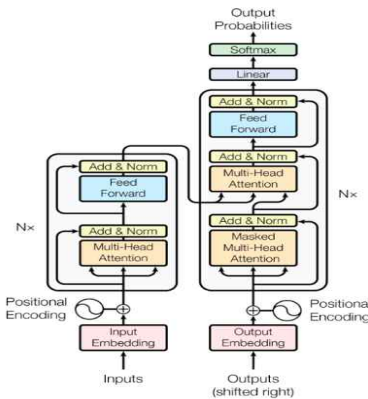 Output
Probabilities
Softmax
Linear
Add & Norm
Feed
Forward
Add & Norm
Multi-Head
Attention
Add & Norm
Masked
Multi-Head
Attention
Nx
Add & Norm
Feed
Forward
Add & Norm
Multi-Head
Attention
Nx
Positional
Encoding
Input
Embedding
Inputs
Positional
Encoding
Output
Embedding
Outputs
(shifted right)